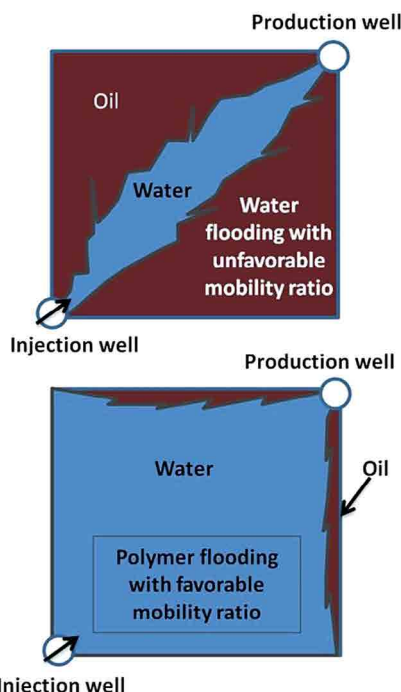 Production well
Oil
Water
Water
flooding with
unfavorable
mobility ratio
Injection well
Production well
Water
Oil
Polymer flooding
with favorable
mobility ratio
Injection well